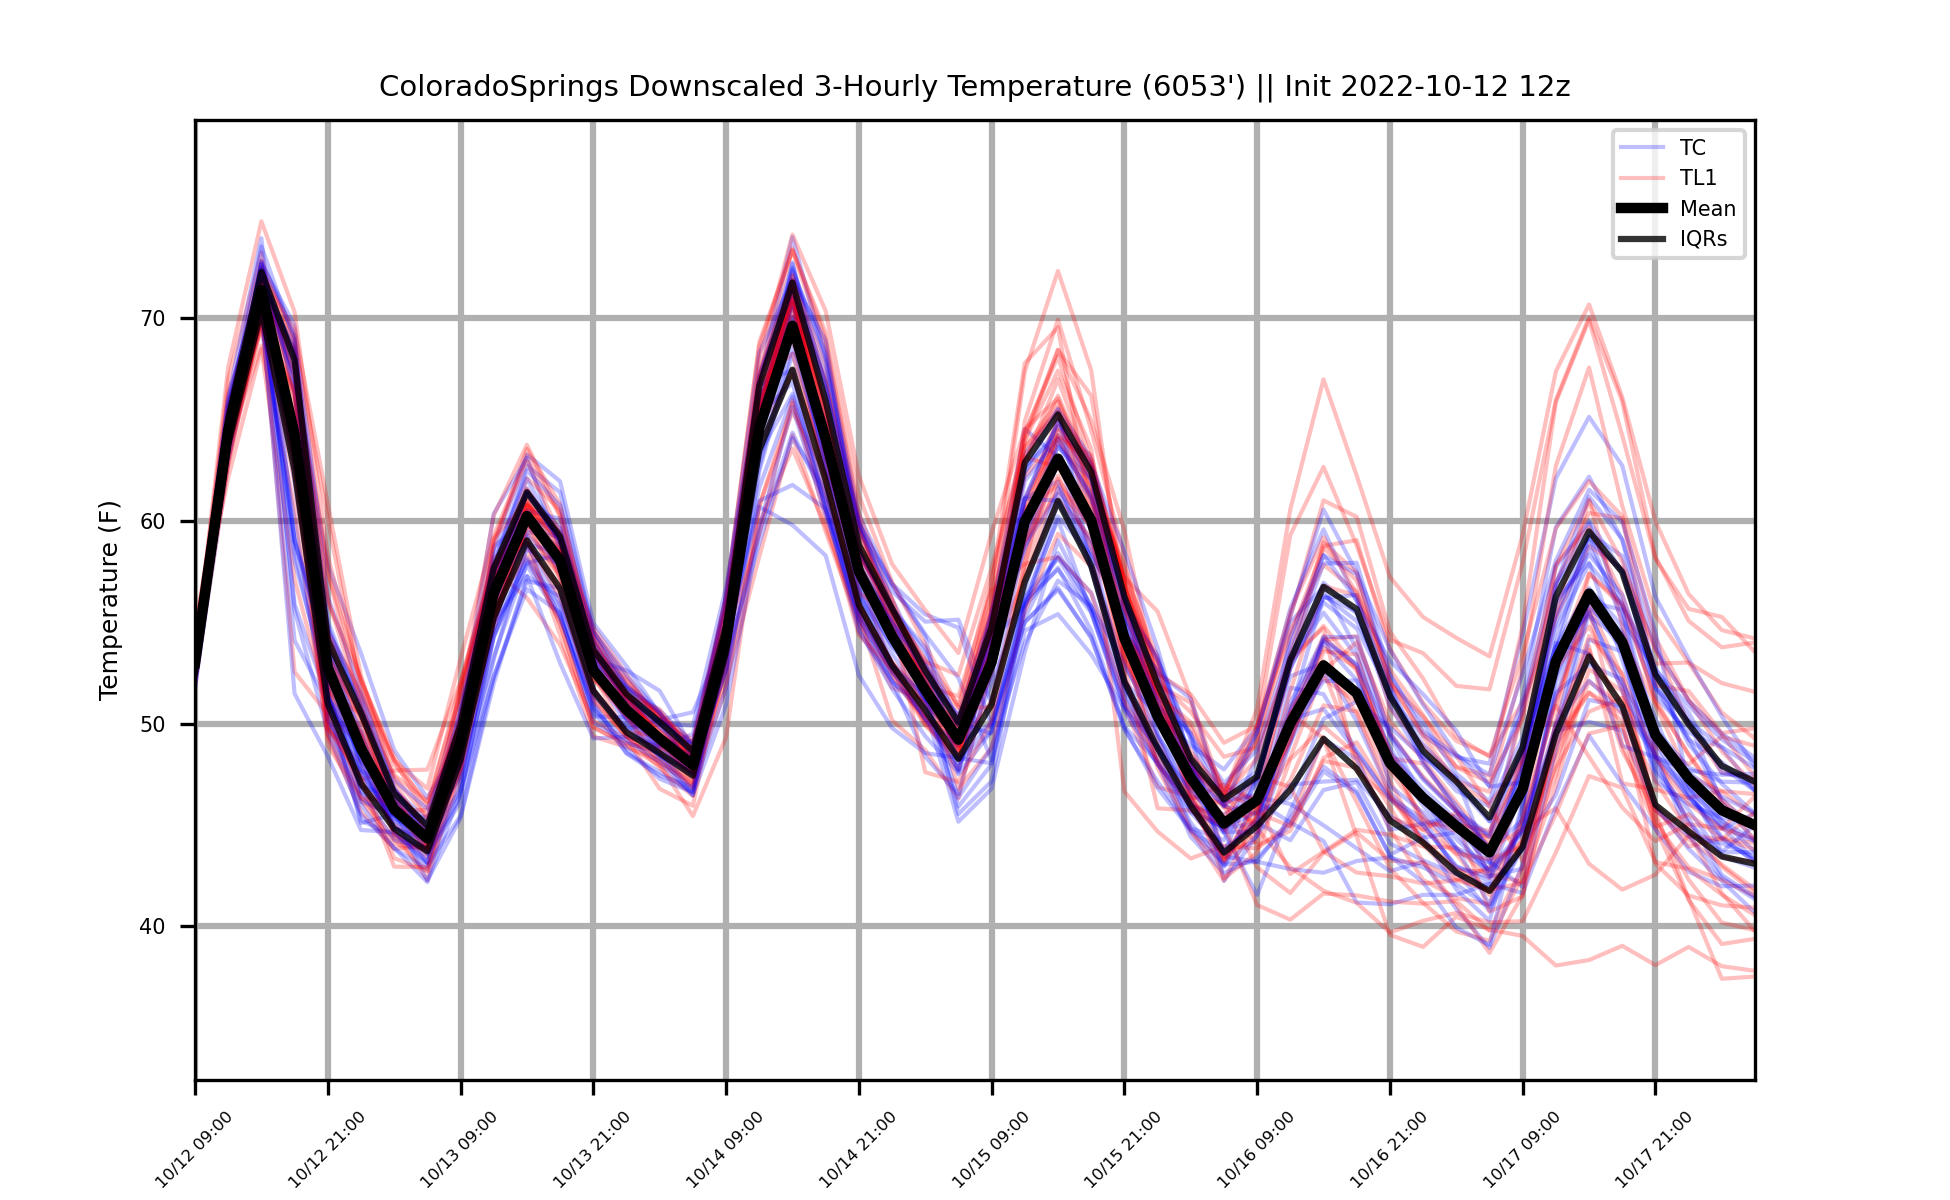 ColoradoSprings Downscaled 3-Hourly Temperature (6053') || Init 2022-10-12 12z
TC
TL1
Mean
IQRs
Temperature (F)
70
60
50
40
10/12 09:00
10/12 21:00
10/13 09:00
10/13 21:00
10/14 09:00
10/14 21:00
10/15 09:00
10/15 21:00
10/16 09:00
10/16 21:00
10/17 09:00
10/17 21:00